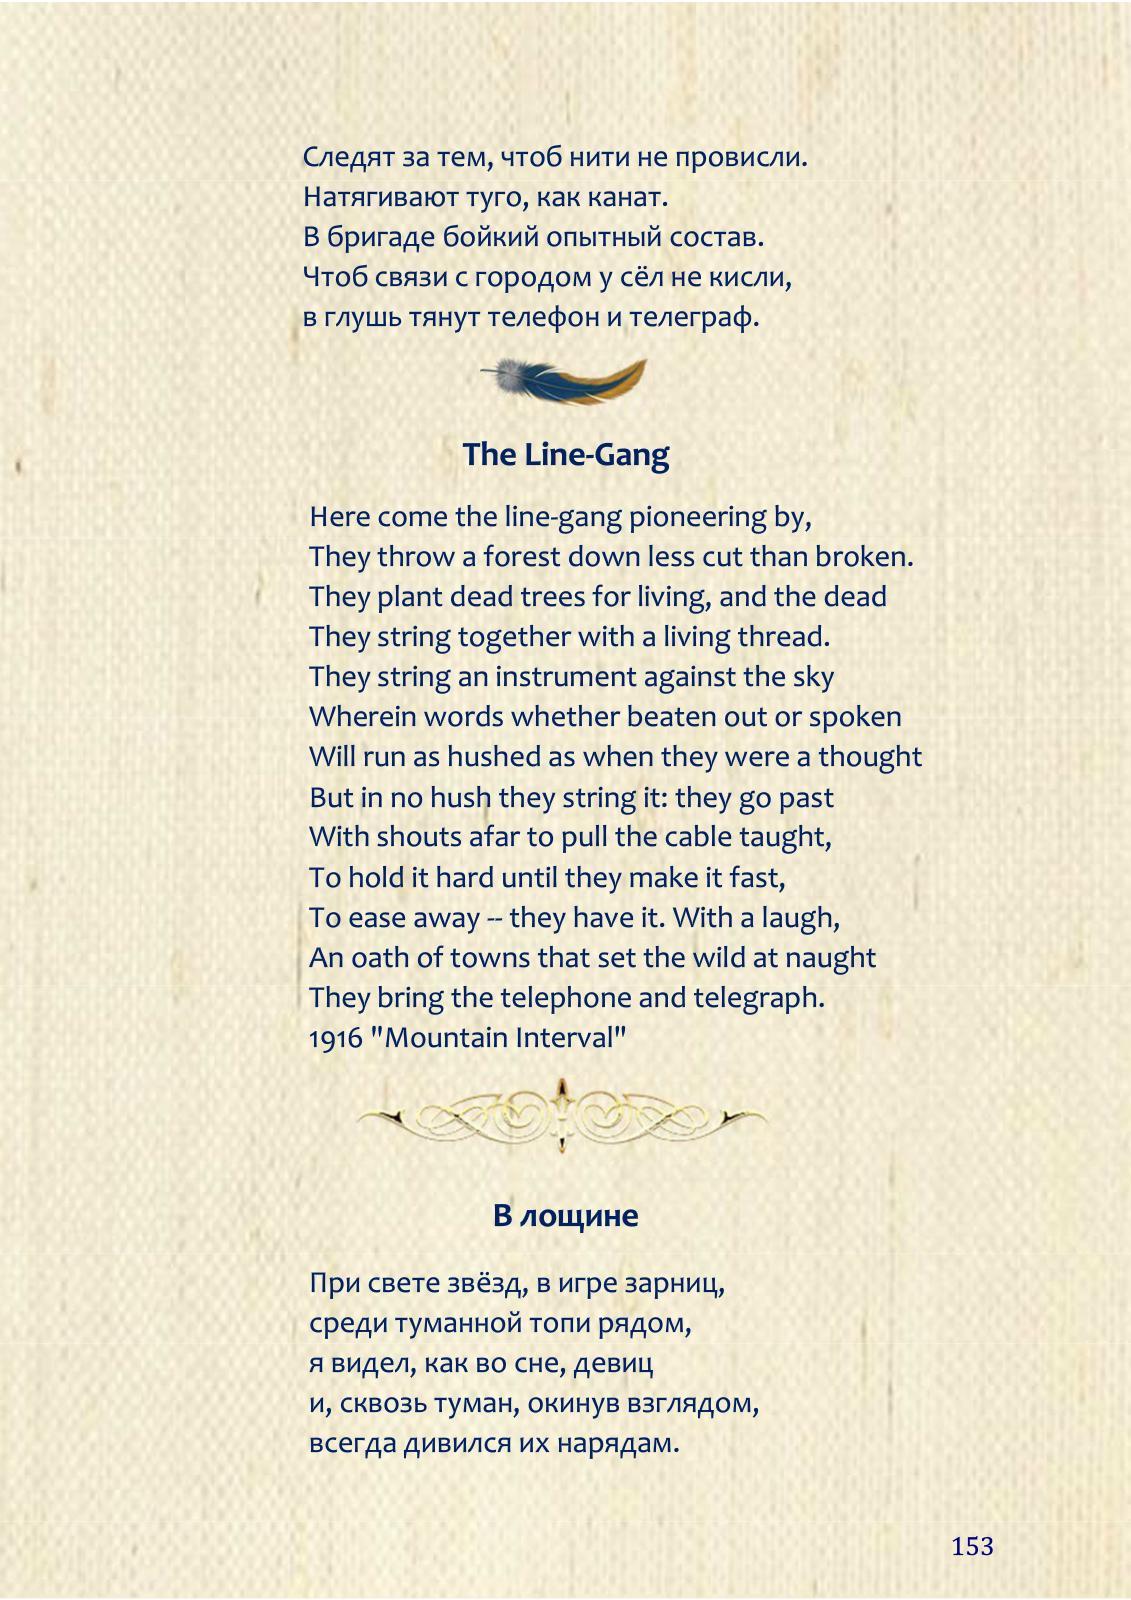 Следят за тем, чтоб нити не провисли.
Натягивают туго, как канат.
В бригаде бойкий опытный состав.
Чтоб связи с городом у сёл не кисли,
в глушь тянут телефон и телеграф.
The Line-Gang
Here come the line-gang pioneering by,
They throw a forest down less cut than broken.
They plant dead trees for living, and the dead
They string together with a living thread.
They string an instrument against the sky
Wherein words whether beaten out or spoken
Will run as hushed as when they were a thought
But in no hush they string it: they go past
With shouts afar to pull the cable taught,
To hold it hard until they make it fast,
To ease away -- they have it. With a laugh,
An oath of towns that set the wild at naught
They bring the telephone and telegraph.
1916 "Mountain Interval"
В лощине
При свете звёзд, в игре зарниц,
среди туманной топи рядом,
я видел, как во сне, девиц
и, сквозь туман, окинув взглядом,
всегда дивился их нарядам.
153